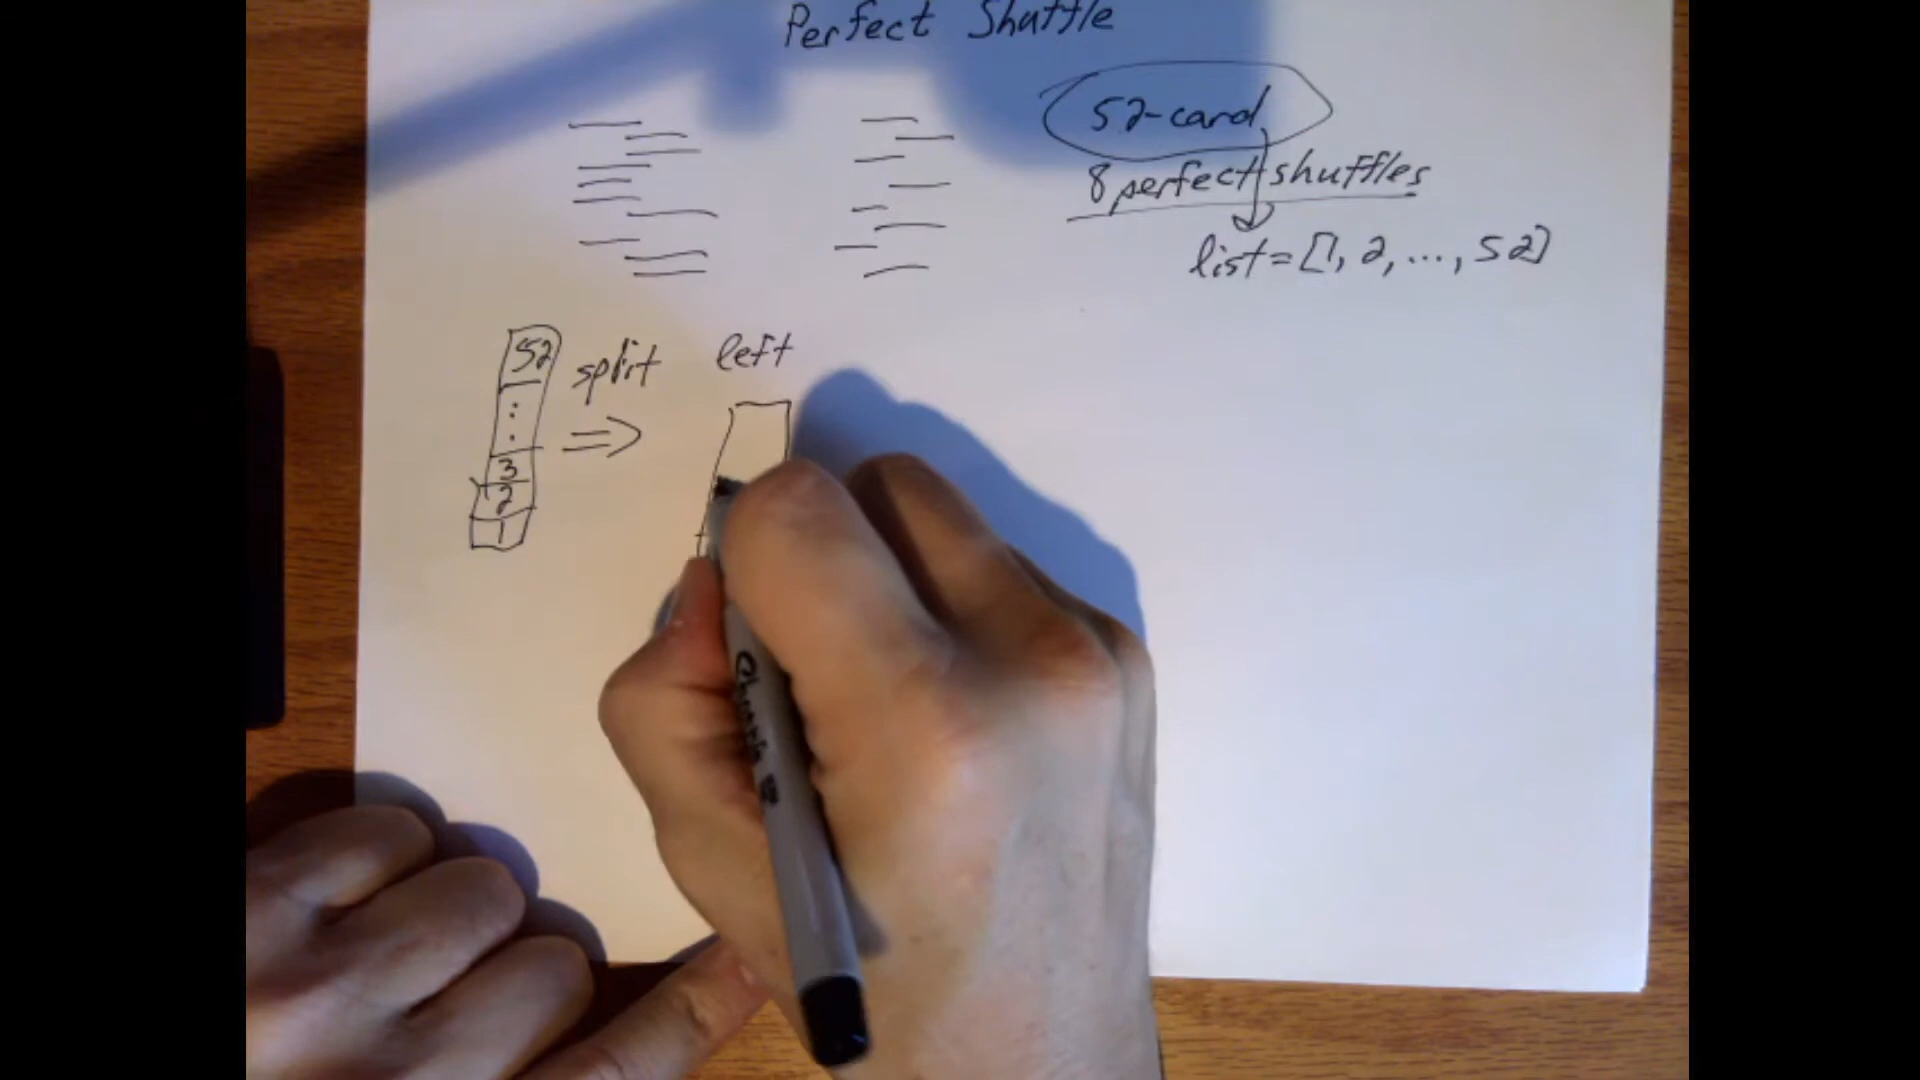 Perfect Shuffle
52-card
8 perfect shuffles
list=[1, 2, ..., 52]
split
left
52
:
3
2
1
Sharpie